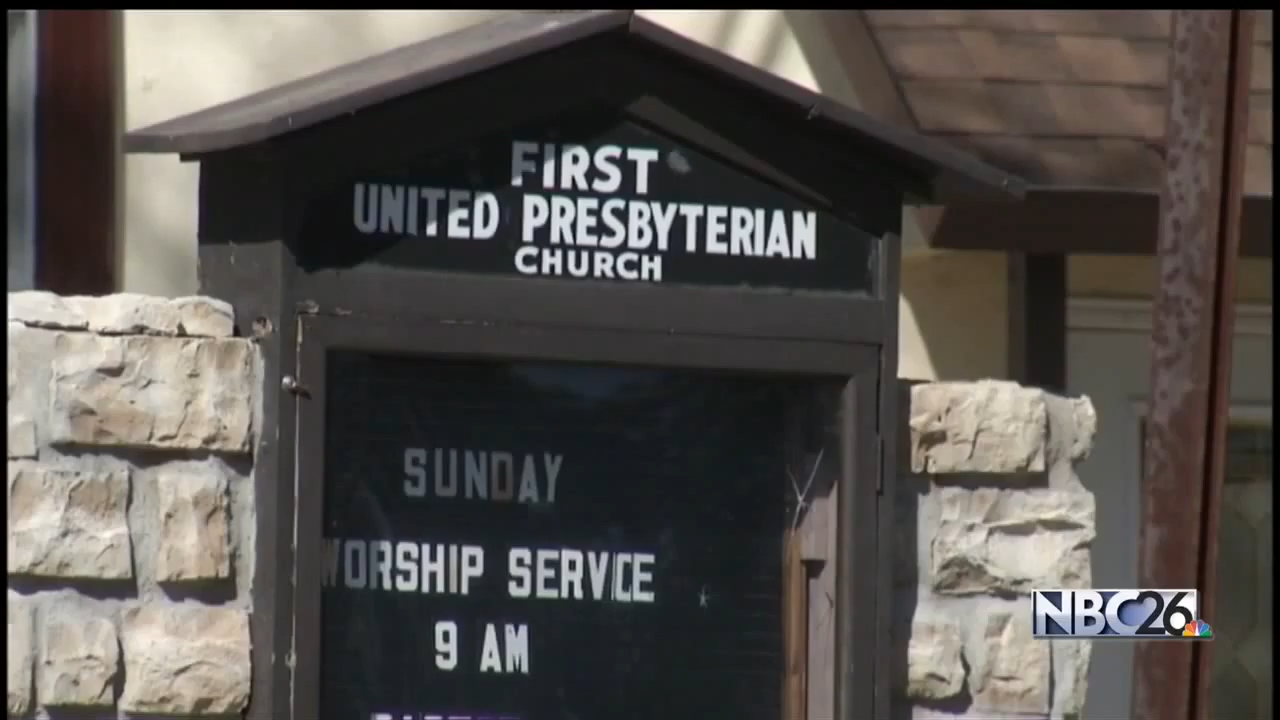 FIRST
UNITED PRESBYTERIAN
CHURCH
SUNDAY
WORSHIP SERVICE
9 AM
NBC26